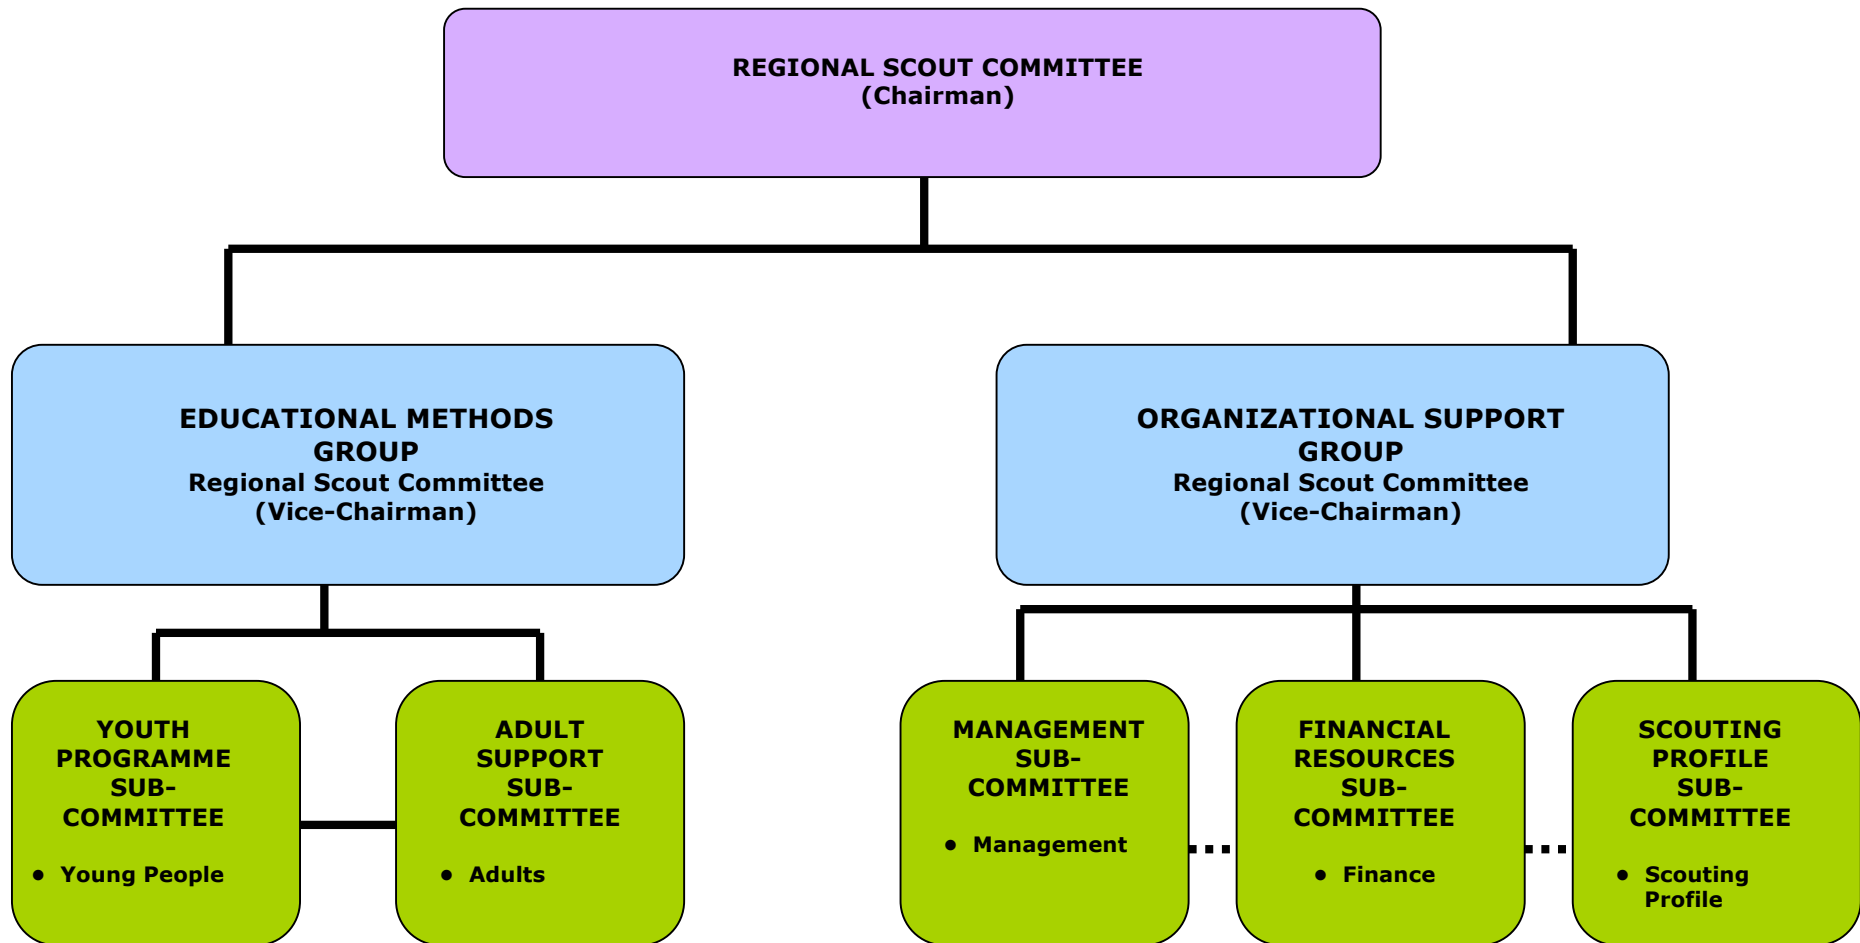 REGIONAL SCOUT COMMITTEE
(Chairman)
EDUCATIONAL METHODS
GROUP
Regional Scout Committee
(Vice-Chairman)
ORGANIZATIONAL SUPPORT
GROUP
Regional Scout Committee
(Vice-Chairman)
YOUTH
PROGRAMME
SUB-
COMMITTEE
• Young People
ADULT
SUPPORT
SUB-
COMMITTEE
• Adults
MANAGEMENT
SUB-
COMMITTEE
• Management
FINANCIAL
RESOURCES
SUB-
COMMITTEE
• Finance
SCOUTING
PROFILE
SUB-
COMMITTEE
• Scouting
Profile